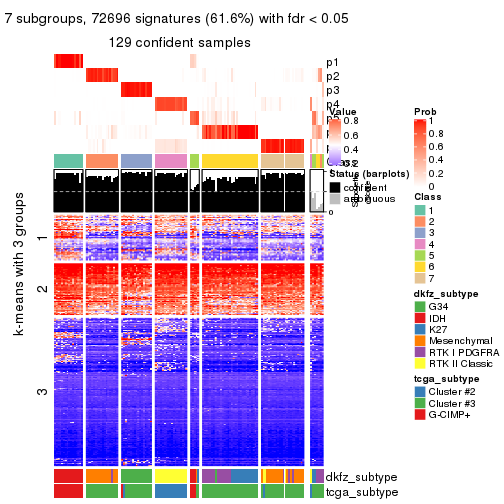 7 subgroups, 72696 signatures (61.6%) with fdr < 0.05
129 confident samples
p1
p2
p3
p4
Class
1
0
k-means with 3 groups
1
2
3
dkfz_subtype
tcga_subtype
Value
0.8
0.6
0.4
0.2
Status (barplots)
confident
ambiguous
Prob
1
0.8
0.6
0.4
0.2
0
Class
1
2
3
4
5
6
7
dkfz_subtype
G34
IDH
K27
Mesenchymal
RTK I PDGFRA
RTK II Classic
tcga_subtype
Cluster #2
Cluster #3
G-CIMP+